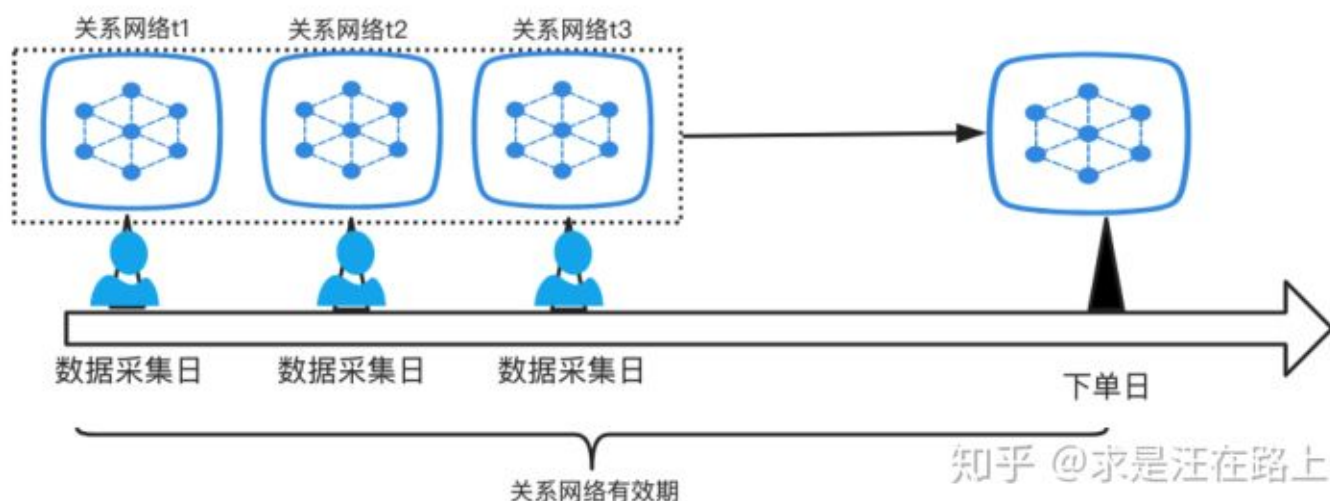 关系网络t1
关系网络t2
关系网络t3
数据采集日
数据采集日
数据采集日
下单日
关系网络有效期
知乎 @求是汪在路上